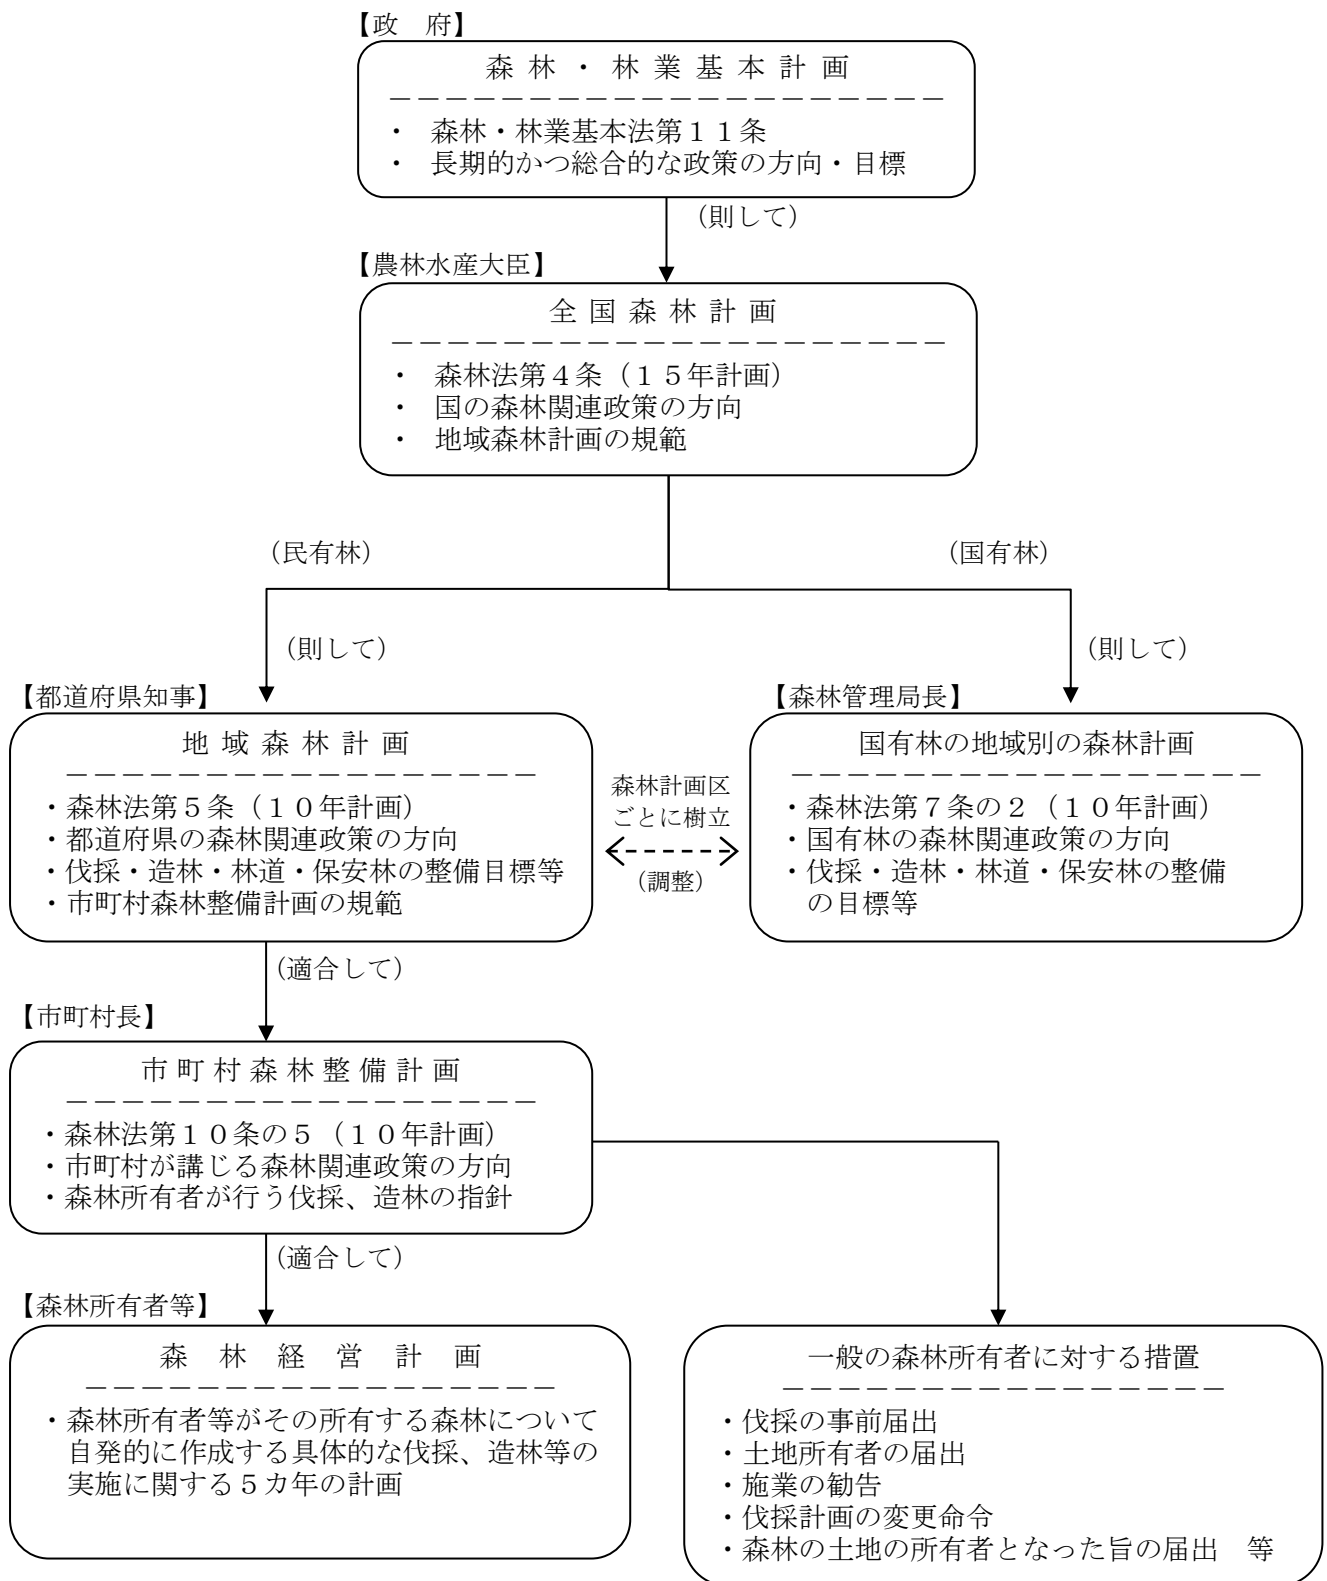 【政　府】
森林・林業基本計画
－－－－－－－－－－－－－－－－－－－－
・　森林・林業基本法第１１条
・　長期的かつ総合的な政策の方向・目標
（則して）
【農林水産大臣】
全国森林計画
－－－－－－－－－－－－－－－－－－－－
・　森林法第４条（１５年計画）
・　国の森林関連政策の方向
・　地域森林計画の規範
（民有林）
（国有林）
（則して）
（則して）
【都道府県知事】
地域森林計画
－－－－－－－－－－－－－－－－－
・森林法第５条（１０年計画）
・都道府県の森林関連政策の方向
・伐採・造林・林道・保安林の整備目標等
・市町村森林整備計画の規範
森林計画区
ごとに樹立
（調整）
【森林管理局長】
国有林の地域別の森林計画
－－－－－－－－－－－－－－－－－
・森林法第７条の２（１０年計画）
・国有林の森林関連政策の方向
・伐採・造林・林道・保安林の整備
の目標等
（適合して）
【市町村長】
市町村森林整備計画
－－－－－－－－－－－－－－－－－
・森林法第１０条の５（１０年計画）
・市町村が講じる森林関連政策の方向
・森林所有者が行う伐採、造林の指針
（適合して）
【森林所有者等】
森　林　経　営　計　画
－－－－－－－－－－－－－－－－－
・森林所有者等がその所有する森林について
自発的に作成する具体的な伐採、造林等の
実施に関する５カ年の計画
一般の森林所有者に対する措置
－－－－－－－－－－－－－－－－
・伐採の事前届出
・土地所有者の届出
・施業の勧告
・伐採計画の変更命令
・森林の土地の所有者となった旨の届出　等